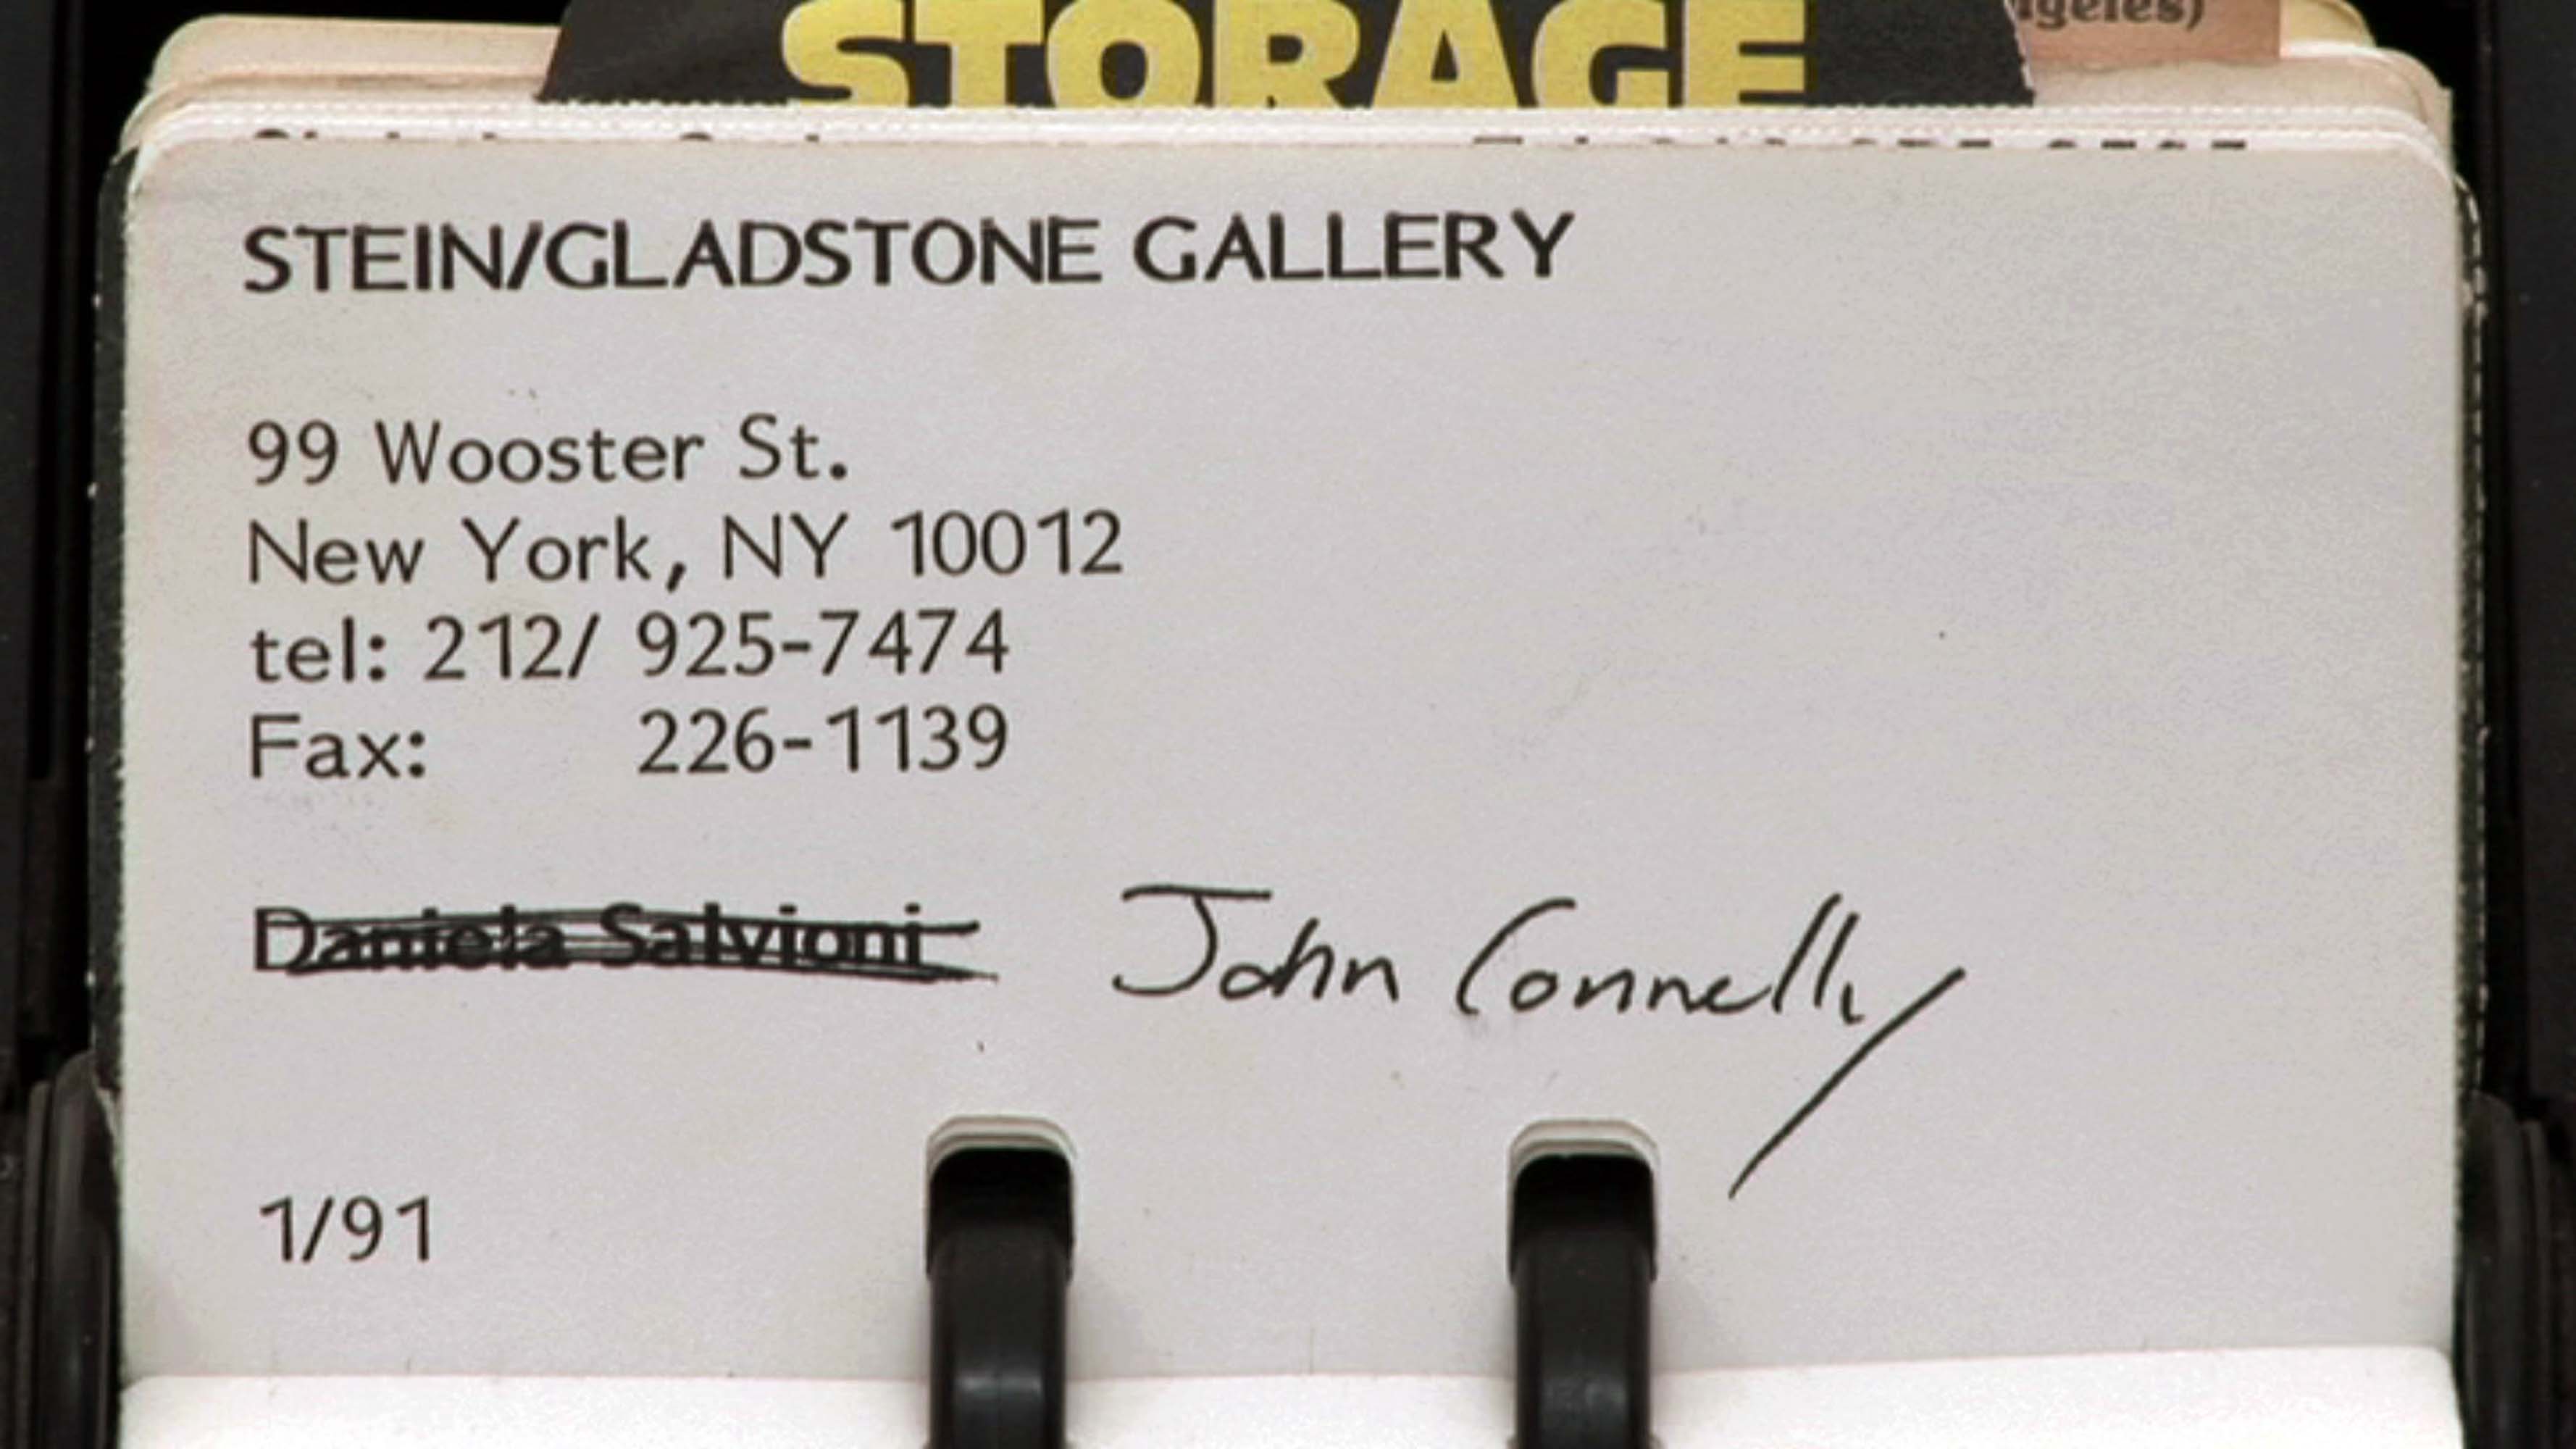 STORAGE
geles)
STEIN/GLADSTONE GALLERY
99 Wooster St.
New York, NY 10012
tel: 212/ 925-7474
Fax: 226-1139
Daniela Salvioni John Connelly
1/91